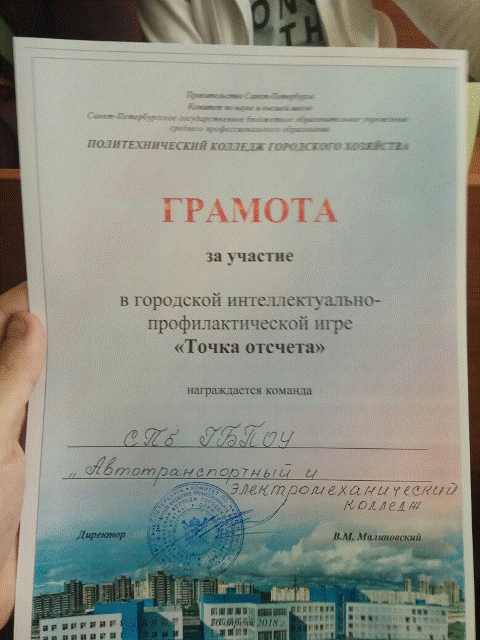 Правительство Санкт-Петербурга
Комитет по науке и высшей школе
Санкт-Петербургское государственное бюджетное образовательное учреждение
среднего профессионального образования
ПОЛИТЕХНИЧЕСКИЙ КОЛЛЕДЖ ГОРОДСКОГО ХОЗЯЙСТВА
ГРАМОТА
за участие
в городской интеллектуально-
профилактической игре
«Точка отсчета»
награждается команда
СПб ГБПОУ
„Автотранспортный и
электромеханический
колледж
Директор В.М. Малиновский
2018 г.